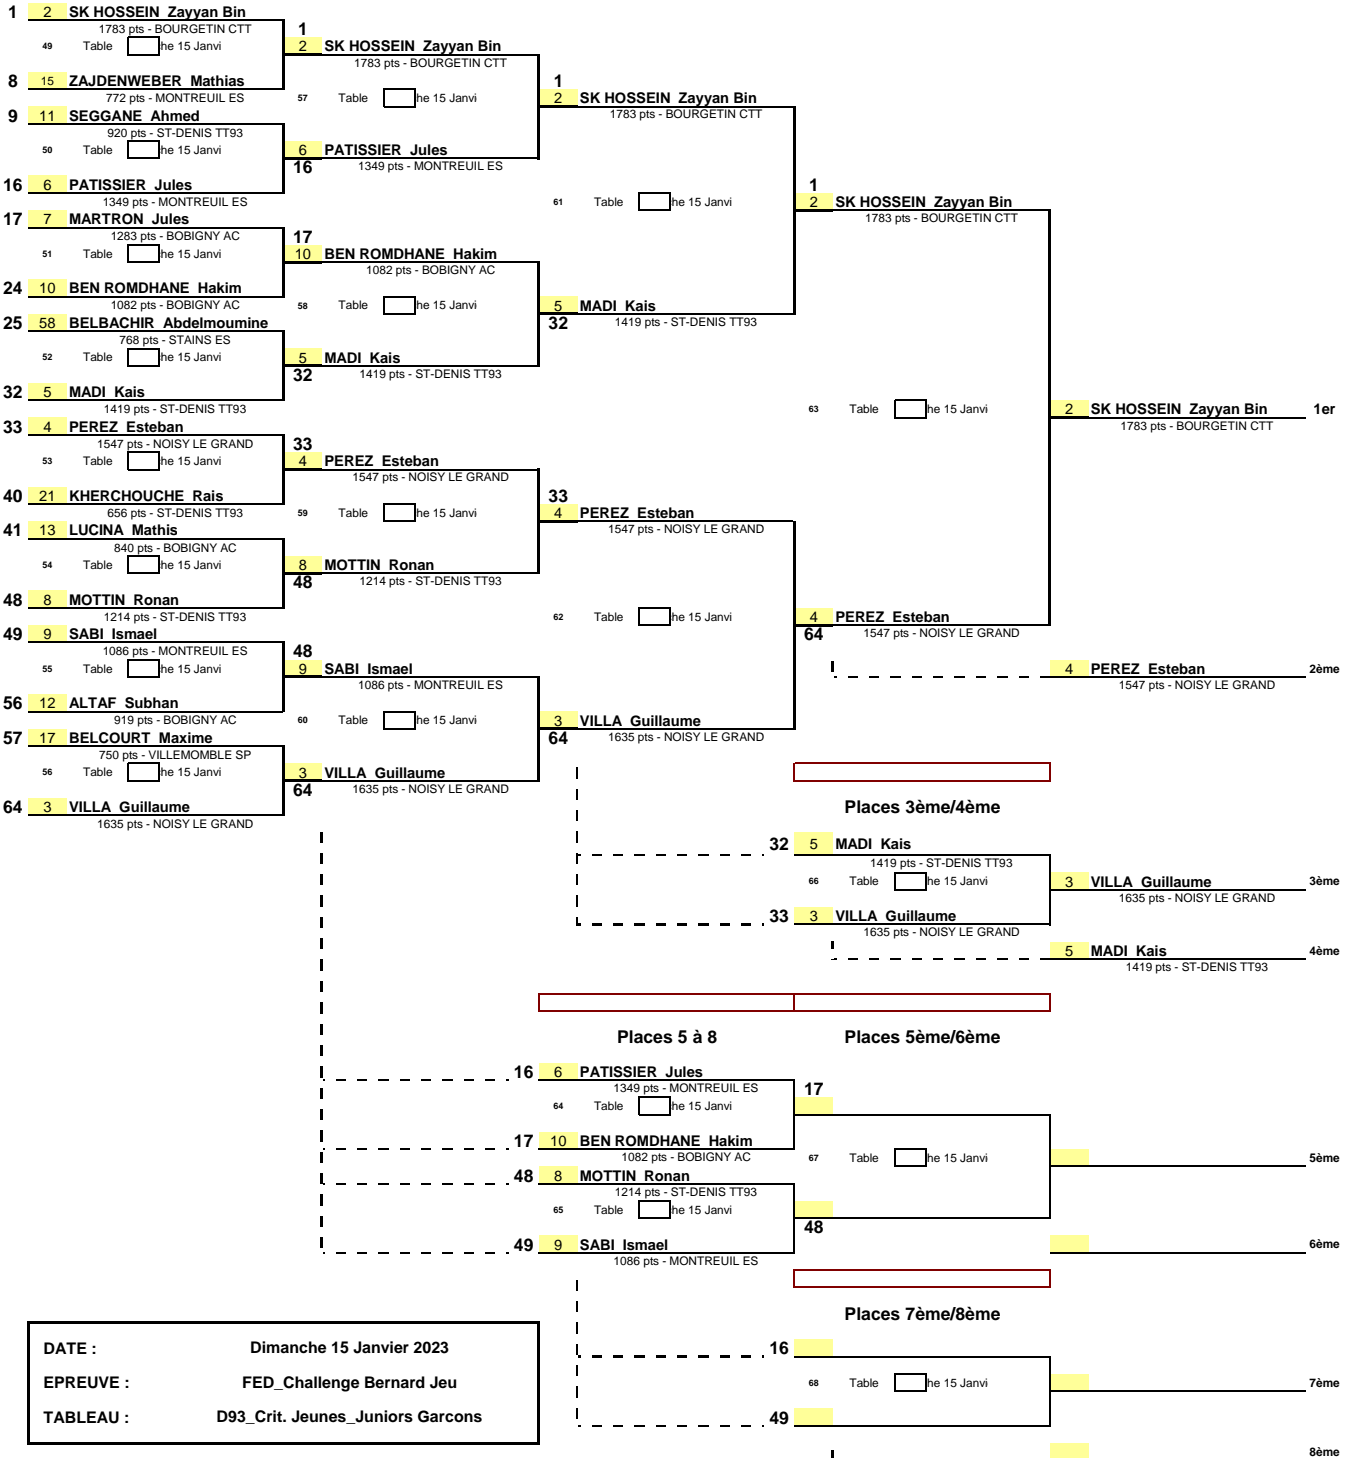 1 2 SK HOSSEIN Zayyan Bin
1783 pts - BOURGETIN CTT
1
49 Table he 15 Janvi
2 SK HOSSEIN Zayyan Bin
1783 pts - BOURGETIN CTT
8 15 ZAJDENWEBER Mathias
772 pts - MONTREUIL ES
57 Table he 15 Janvi
1
2 SK HOSSEIN Zayyan Bin
1783 pts - BOURGETIN CTT
9 11 SEGGANE Ahmed
920 pts - ST-DENIS TT93
50 Table he 15 Janvi
6 PATISSIER Jules
16
1349 pts - MONTREUIL ES
16 6 PATISSIER Jules
1349 pts - MONTREUIL ES
61 Table he 15 Janvi
1
2 SK HOSSEIN Zayyan Bin
1783 pts - BOURGETIN CTT
17 7 MARTRON Jules
1283 pts - BOBIGNY AC
17
51 Table he 15 Janvi
10 BEN ROMDHANE Hakim
1082 pts - BOBIGNY AC
24 10 BEN ROMDHANE Hakim
1082 pts - BOBIGNY AC
58 Table he 15 Janvi
5 MADI Kais
32
1419 pts - ST-DENIS TT93
25 58 BELBACHIR Abdelmoumine
768 pts - STAINS ES
52 Table he 15 Janvi
5 MADI Kais
32
1419 pts - ST-DENIS TT93
32 5 MADI Kais
1419 pts - ST-DENIS TT93
63 Table he 15 Janvi
2 SK HOSSEIN Zayyan Bin 1er
1783 pts - BOURGETIN CTT
33 4 PEREZ Esteban
1547 pts - NOISY LE GRAND
33
53 Table he 15 Janvi
4 PEREZ Esteban
1547 pts - NOISY LE GRAND
40 21 KHERCHOUCHE Rais
656 pts - ST-DENIS TT93
59 Table he 15 Janvi
33
4 PEREZ Esteban
1547 pts - NOISY LE GRAND
41 13 LUCINA Mathis
840 pts - BOBIGNY AC
54 Table he 15 Janvi
8 MOTTIN Ronan
48
1214 pts - ST-DENIS TT93
48 8 MOTTIN Ronan
1214 pts - ST-DENIS TT93
62 Table he 15 Janvi
4 PEREZ Esteban
64
1547 pts - NOISY LE GRAND
49 9 SABI Ismael
1086 pts - MONTREUIL ES
48
55 Table he 15 Janvi
9 SABI Ismael
1086 pts - MONTREUIL ES
4 PEREZ Esteban 2ème
1547 pts - NOISY LE GRAND
56 12 ALTAF Subhan
919 pts - BOBIGNY AC
60 Table he 15 Janvi
3 VILLA Guillaume
64
1635 pts - NOISY LE GRAND
57 17 BELCOURT Maxime
750 pts - VILLEMOMBLE SP
56 Table he 15 Janvi
3 VILLA Guillaume
64
1635 pts - NOISY LE GRAND
64 3 VILLA Guillaume
1635 pts - NOISY LE GRAND
Places 3ème/4ème
32 5 MADI Kais
1419 pts - ST-DENIS TT93
66 Table he 15 Janvi
3 VILLA Guillaume 3ème
1635 pts - NOISY LE GRAND
33 3 VILLA Guillaume
1635 pts - NOISY LE GRAND
5 MADI Kais 4ème
1419 pts - ST-DENIS TT93
Places 5 à 8 Places 5ème/6ème
16 6 PATISSIER Jules
1349 pts - MONTREUIL ES
17
64 Table he 15 Janvi
17 10 BEN ROMDHANE Hakim
1082 pts - BOBIGNY AC
67 Table he 15 Janvi
5ème
48 8 MOTTIN Ronan
1214 pts - ST-DENIS TT93
65 Table he 15 Janvi
48
49 9 SABI Ismael
1086 pts - MONTREUIL ES
6ème
Places 7ème/8ème
16
68 Table he 15 Janvi
7ème
49
8ème
DATE : Dimanche 15 Janvier 2023
EPREUVE : FED_Challenge Bernard Jeu
TABLEAU : D93_Crit. Jeunes_Juniors Garcons